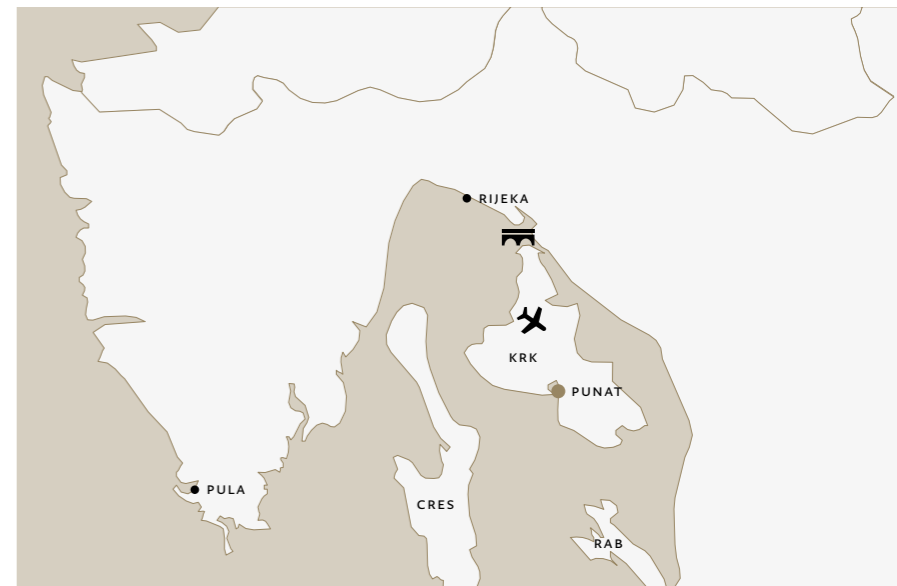 RIJEKA
KRK
PUNAT
PULA
CRES
RAB